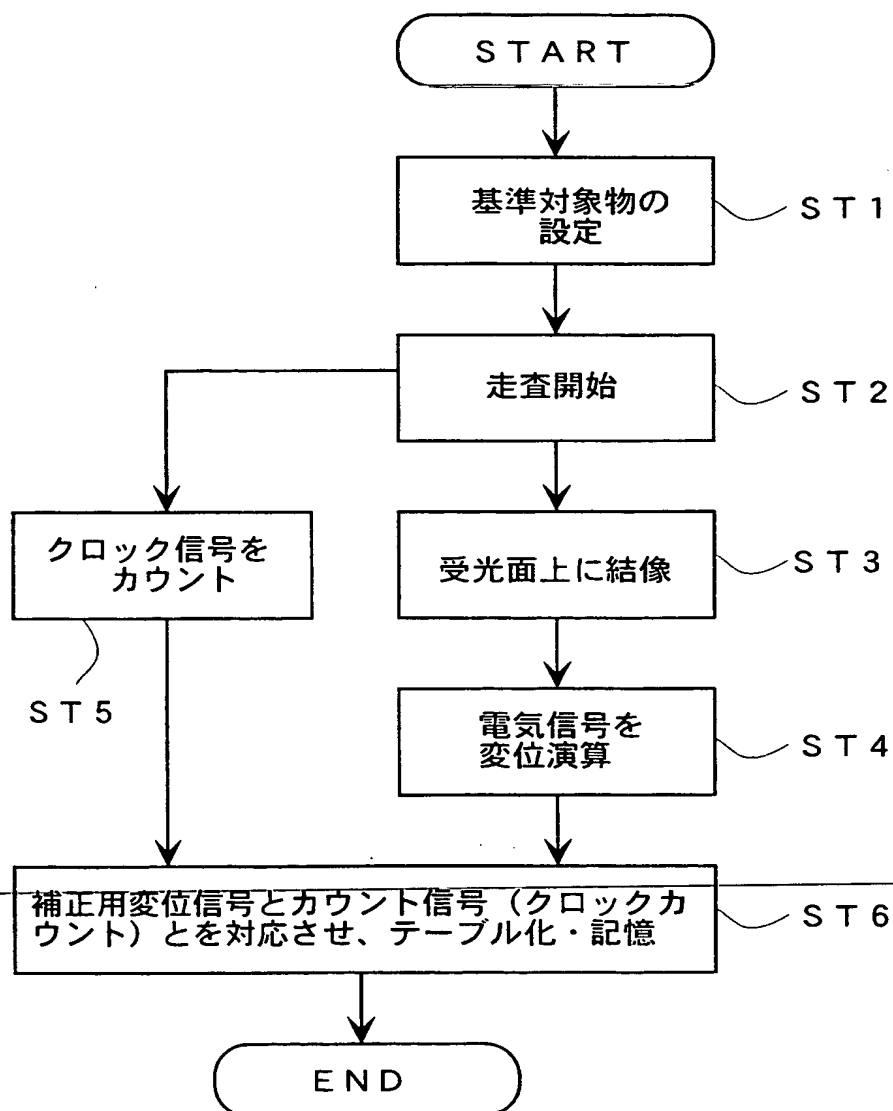 START
基準対象物の
設定
ST1
走査開始
ST2
クロック信号を
カウント
ST5
受光面上に結像
ST3
電気信号を
変位演算
ST4
補正用変位信号とカウント信号（クロックカ
ウント）とを対応させ、テーブル化・記憶
ST6
END